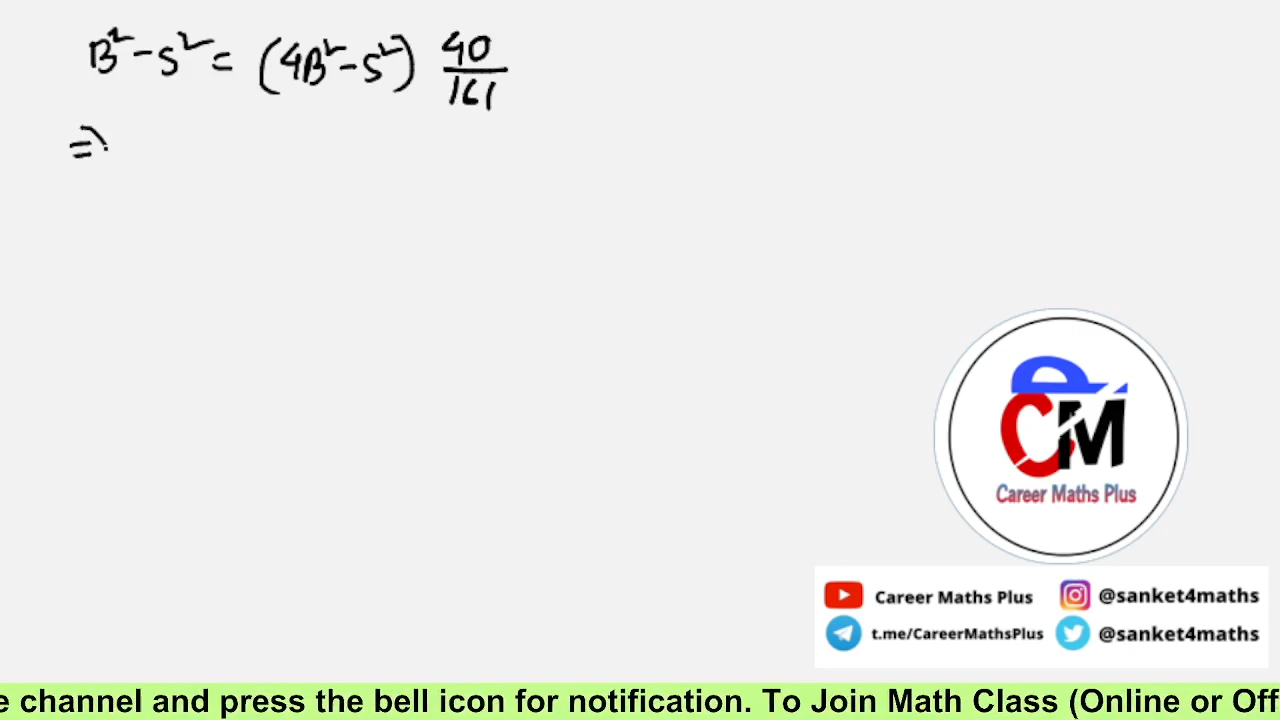 B² - S² = (4B² - S²) 40/161
⇒
CM
Career Maths Plus
Career Maths Plus
@sanket4maths
t.me/CareerMathsPlus
@sanket4maths
e channel and press the bell icon for notification. To Join Math Class (Online or Off